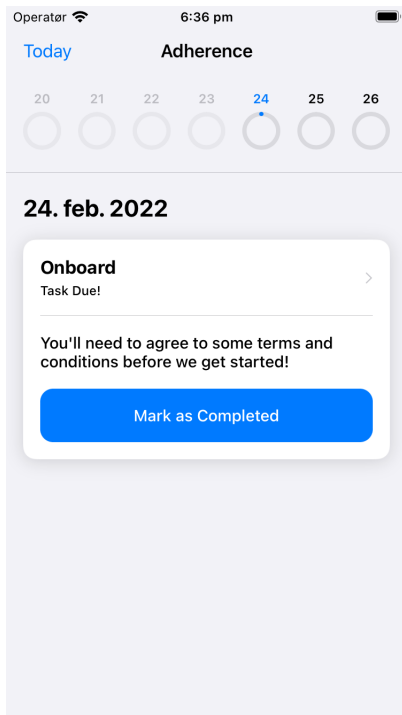 Operatør 6:36 pm
Today Adherence
20 21 22 23 24 25 26
24. feb. 2022
Onboard
Task Due!
You'll need to agree to some terms and
conditions before we get started!
Mark as Completed